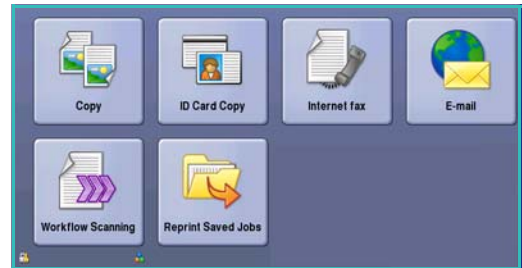 Copy
ID Card Copy
Internet fax
E-mail
Workflow Scanning
Reprint Saved Jobs